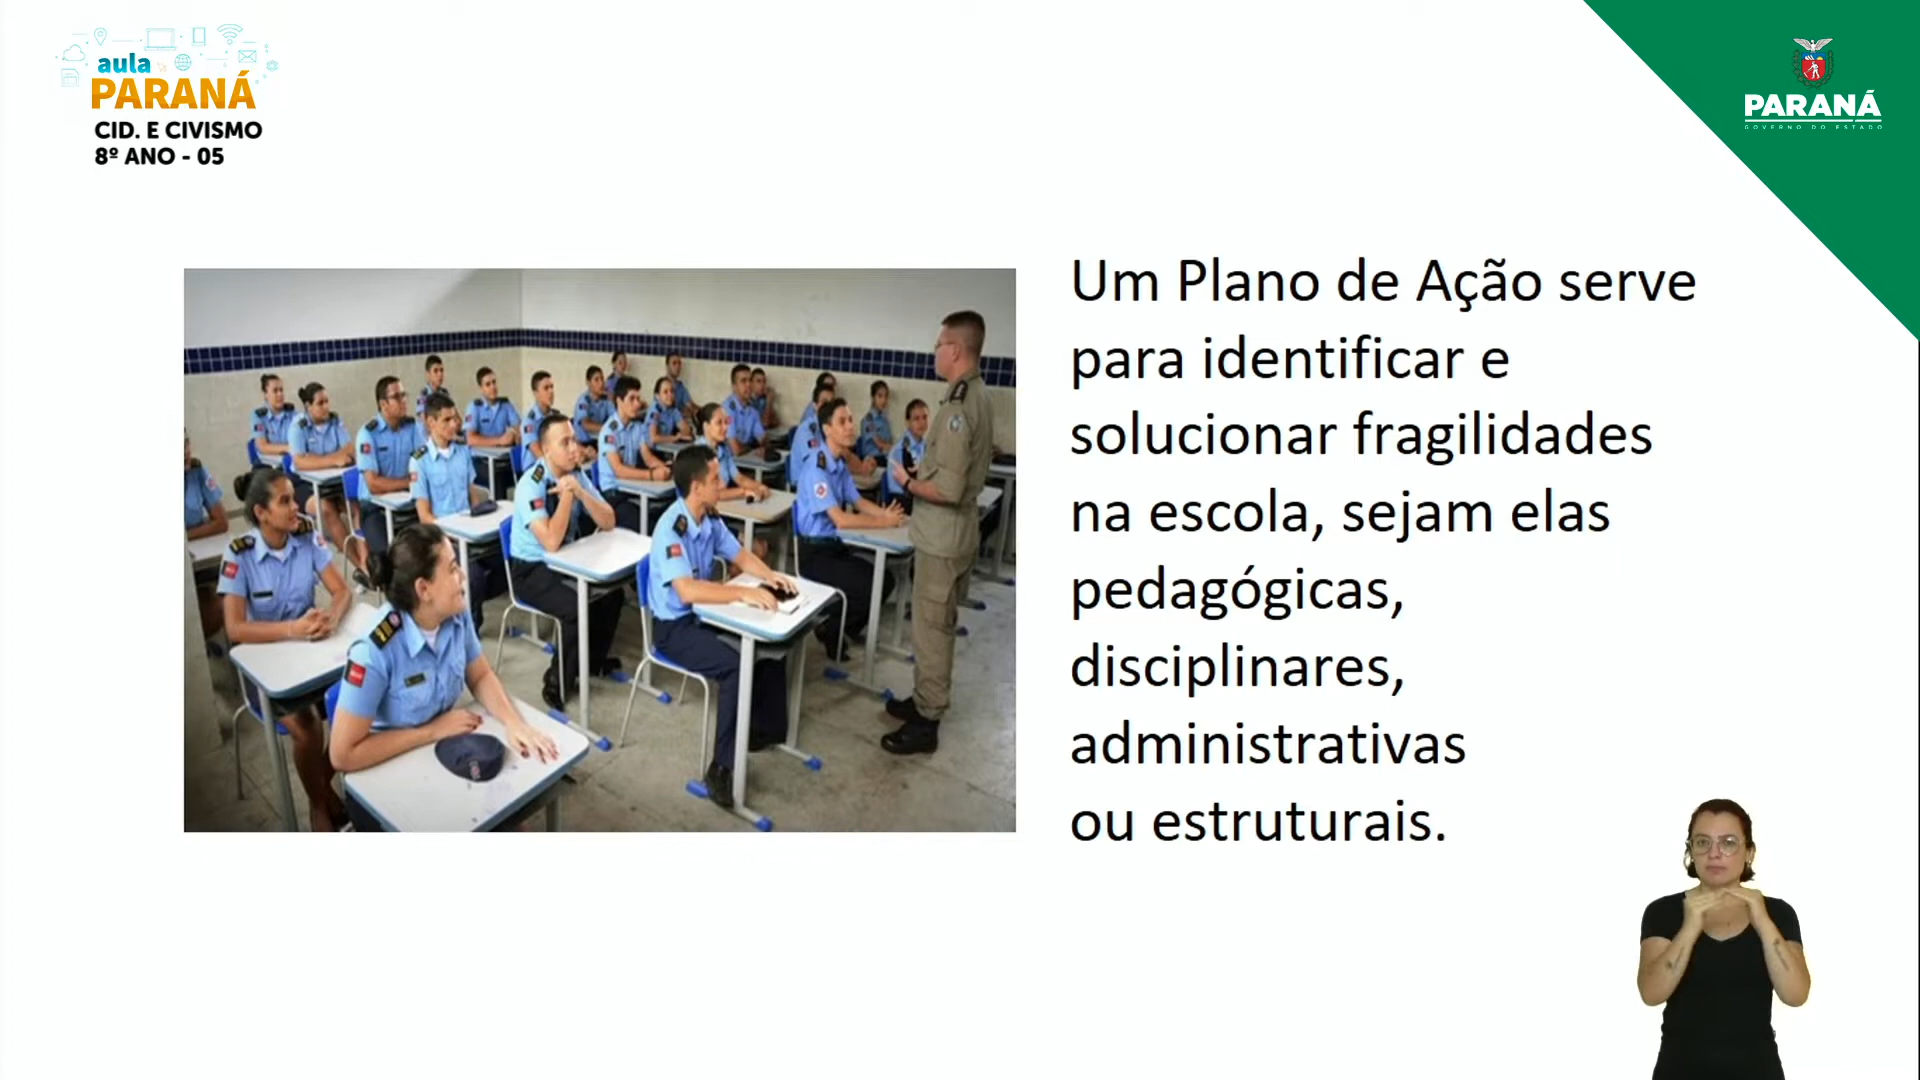 aula
PARANÁ
CID. E CIVISMO
8º ANO - 05
PARANÁ
GOVERNO DO ESTADO
Um Plano de Ação serve
para identificar e
solucionar fragilidades
na escola, sejam elas
pedagógicas,
disciplinares,
administrativas
ou estruturais.